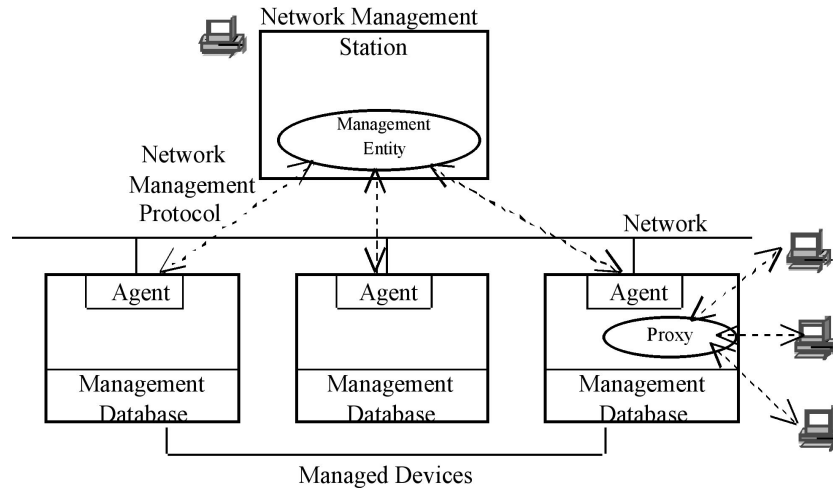 Network Management
Station
Management
Entity
Network
Management
Protocol
Network
Agent
Agent
Agent
Proxy
Management
Database
Management
Database
Management
Database
Managed Devices